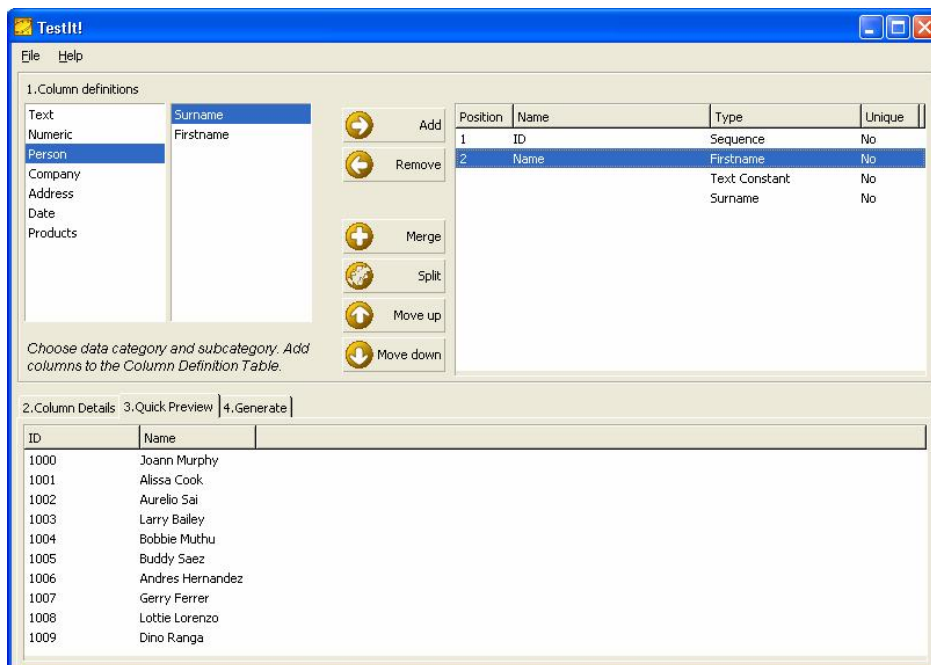 TestIt!
File Help
1.Column definitions
Text
Numeric
Person
Company
Address
Date
Products
Surname
Firstname
Choose data category and subcategory. Add
columns to the Column Definition Table.
Add
Remove
Merge
Split
Move up
Move down
Position Name Type Unique
1 ID Sequence No
2 Name Firstname No
Text Constant No
Surname No
2.Column Details 3.Quick Preview 4.Generate
ID Name
1000 Joann Murphy
1001 Alissa Cook
1002 Aurelio Sai
1003 Larry Bailey
1004 Bobbie Muthu
1005 Buddy Saez
1006 Andres Hernandez
1007 Gerry Ferrer
1008 Lottie Lorenzo
1009 Dino Ranga